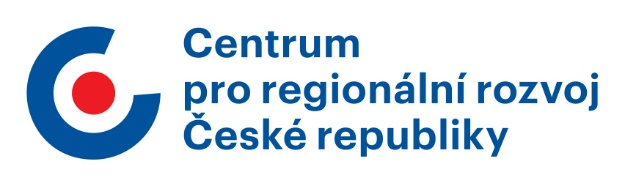 Centrum
pro regionální rozvoj
České republiky